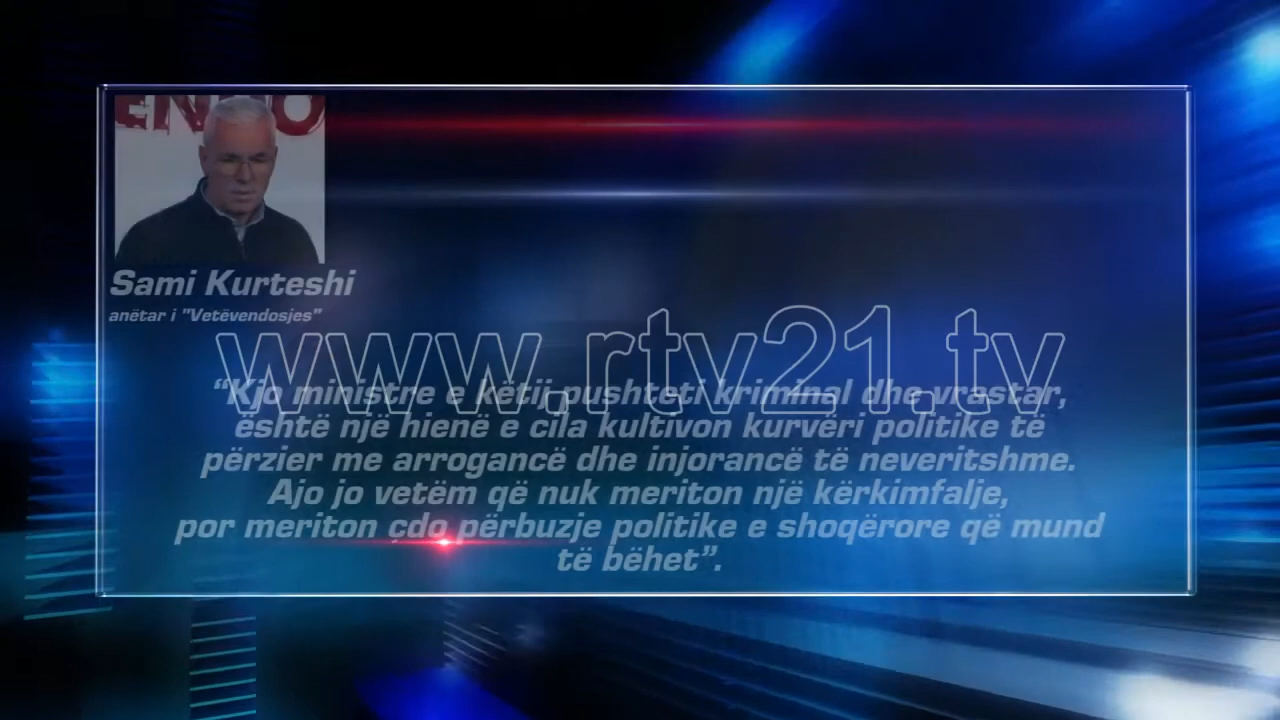 ENDO
Sami Kurteshi
anëtar i "Vetëvendosjes"
www.rtv21.tv
“Kjo ministre e këtij pushteti kriminal dhe vrastar,
është një hienë e cila kultivon kurvëri politike të
përzier me arrogancë dhe injorancë të neveritshme.
Ajo jo vetëm që nuk meriton një kërkimfalje,
por meriton çdo përbuzje politike e shoqërore që mund
të bëhet”.